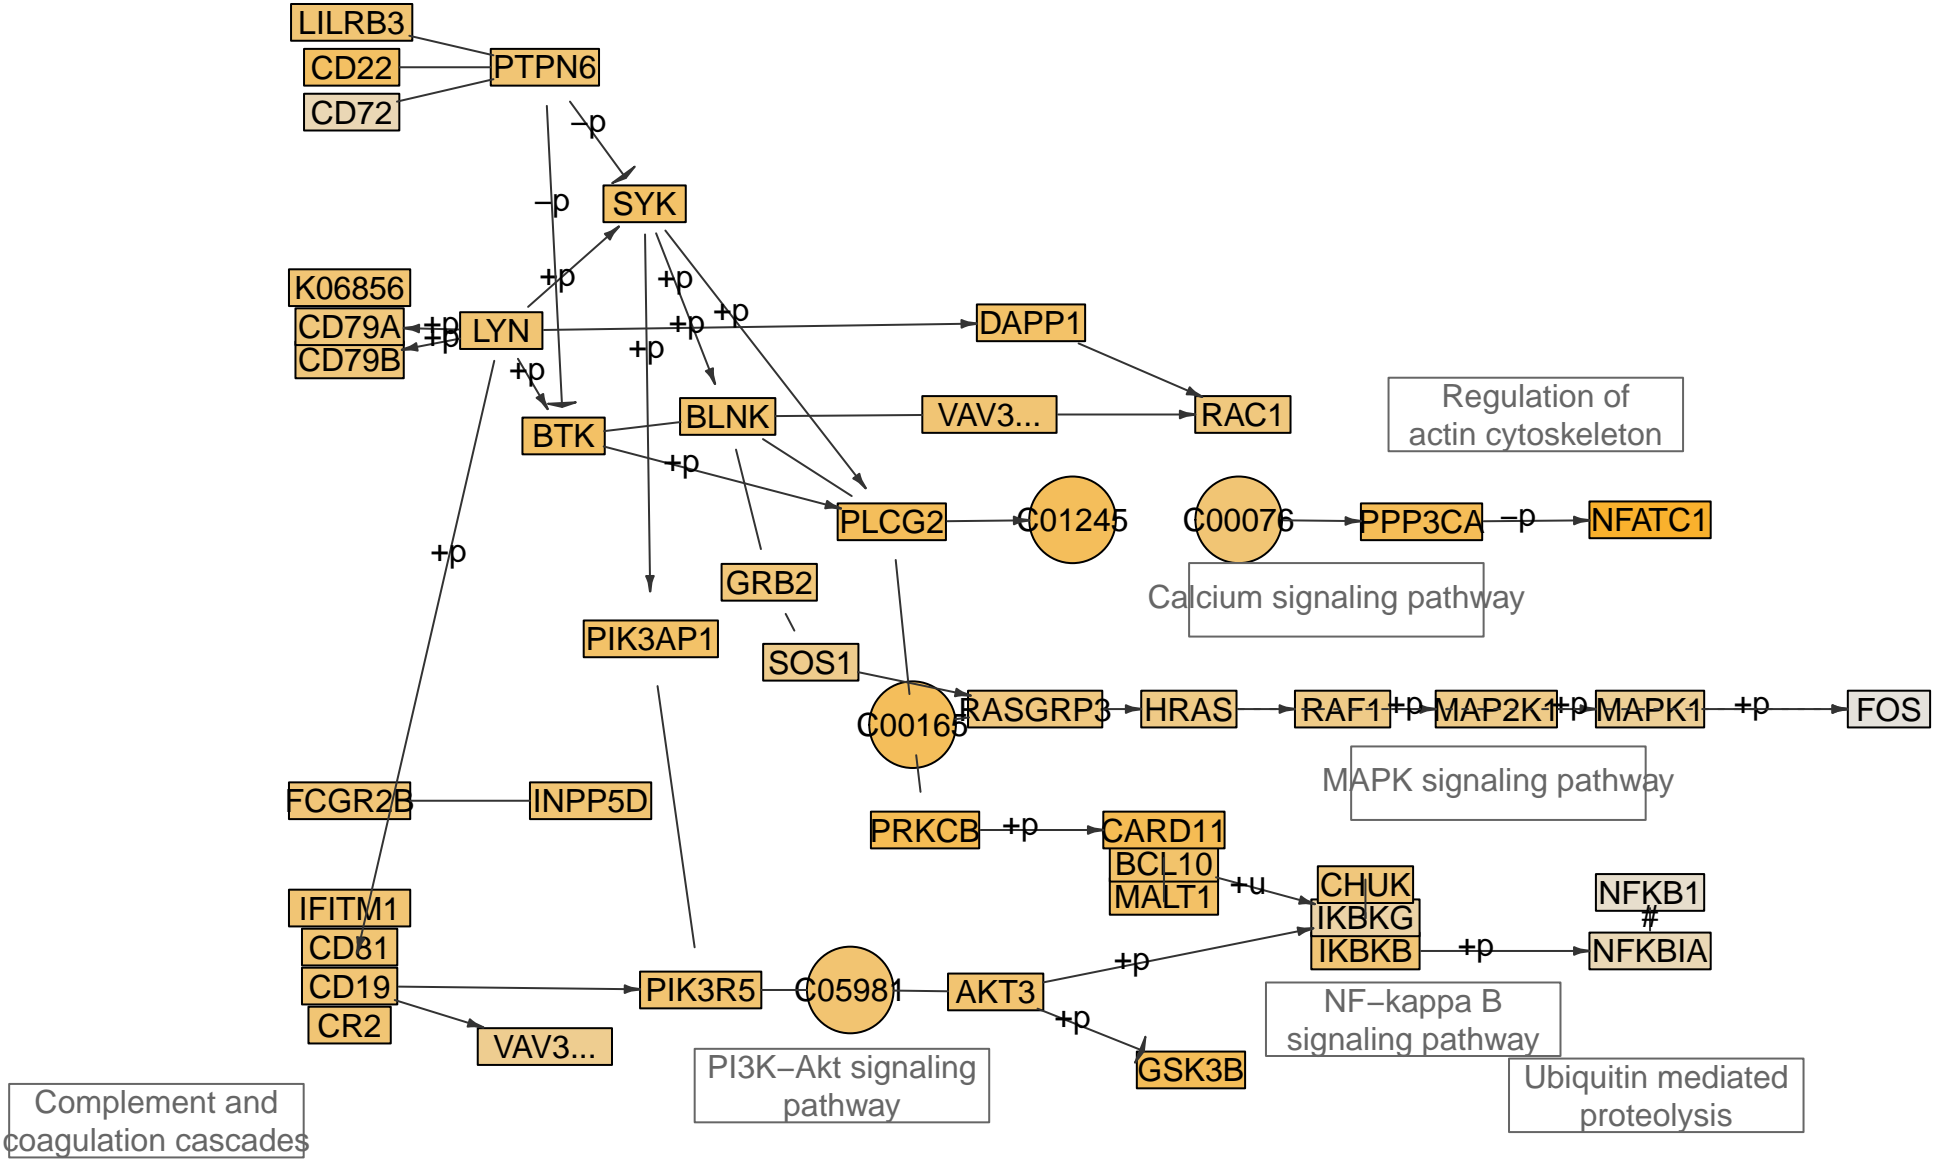 LILRB3
CD22
PTPN6
CD72
−p
−p
SYK
+p
+p
K06856
+p
CD79A
+p
LYN
+p
DAPP1
CD79B
+p
+p
+p
BTK
BLNK
VAV3...
RAC1
Regulation of
actin cytoskeleton
+p
PLCG2
C01245
C00076
PPP3CA
−p
NFATC1
+p
GRB2
Calcium signaling pathway
PIK3AP1
SOS1
C00165
RASGRP3
HRAS
RAF1
+p
MAP2K1
+p
MAPK1
+p
FOS
MAPK signaling pathway
FCGR2B
INPP5D
PRKCB
+p
CARD11
BCL10
MALT1
+u
CHUK
IKBKG
IKBKB
+p
NFKB1
#
NFKBIA
IFITM1
CD81
CD19
CR2
PIK3R5
C05981
AKT3
+p
+p
VAV3...
GSK3B
NF−kappa B
signaling pathway
PI3K−Akt signaling
pathway
Ubiquitin mediated
proteolysis
Complement and
coagulation cascades